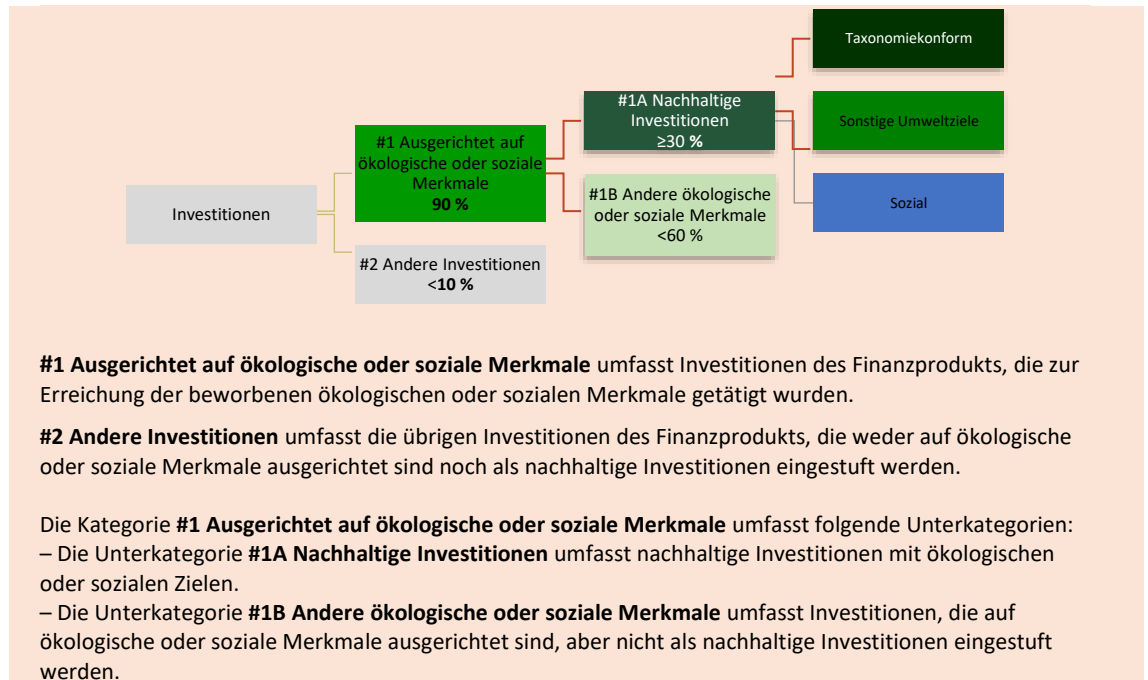 Taxonomiekonform
#1A Nachhaltige
Investitionen
≥30 %
Sonstige Umweltziele
#1 Ausgerichtet auf
ökologische oder soziale
Merkmale
90 %
#1B Andere ökologische
oder soziale Merkmale
<60 %
Sozial
Investitionen
#2 Andere Investitionen
<10 %
#1 Ausgerichtet auf ökologische oder soziale Merkmale umfasst Investitionen des Finanzprodukts, die zur
Erreichung der beworbenen ökologischen oder sozialen Merkmale getätigt wurden.
#2 Andere Investitionen umfasst die übrigen Investitionen des Finanzprodukts, die weder auf ökologische
oder soziale Merkmale ausgerichtet sind noch als nachhaltige Investitionen eingestuft werden.
Die Kategorie #1 Ausgerichtet auf ökologische oder soziale Merkmale umfasst folgende Unterkategorien:
– Die Unterkategorie #1A Nachhaltige Investitionen umfasst nachhaltige Investitionen mit ökologischen
oder sozialen Zielen.
– Die Unterkategorie #1B Andere ökologische oder soziale Merkmale umfasst Investitionen, die auf
ökologische oder soziale Merkmale ausgerichtet sind, aber nicht als nachhaltige Investitionen eingestuft
werden.